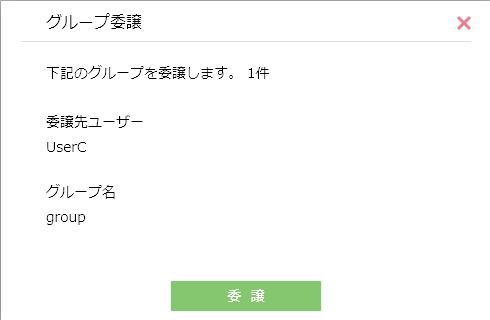 グループ委譲
下記のグループを委譲します。 1件
委譲先ユーザー
UserC
グループ名
group
委 譲